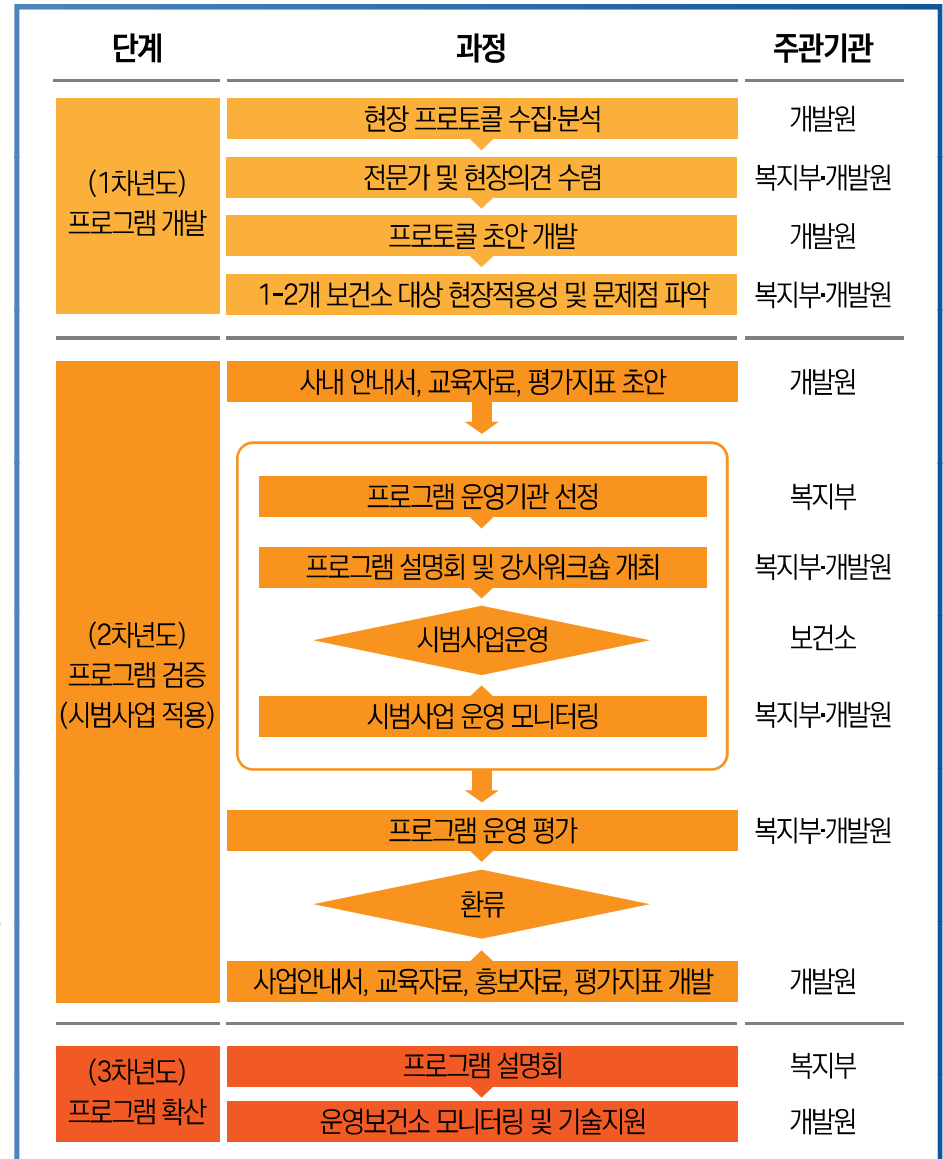 단계 과정 주관기관
현장 프로토콜 수집·분석 개발원
(1차년도)
프로그램 개발
전문가 및 현장의견 수렴 복지부·개발원
프로토콜 초안 개발 개발원
1-2개 보건소 대상 현장적용성 및 문제점 파악 복지부·개발원
사내 안내서, 교육자료, 평가지표 초안 개발원
(2차년도)
프로그램 검증
(시범사업 적용)
프로그램 운영기관 선정 복지부
프로그램 설명회 및 강사워크숍 개최 복지부·개발원
시범사업운영 보건소
시범사업 운영 모니터링 복지부·개발원
프로그램 운영 평가 복지부·개발원
환류
사업안내서, 교육자료, 홍보자료, 평가지표 개발 개발원
(3차년도)
프로그램 확산
프로그램 설명회 복지부
운영보건소 모니터링 및 기술지원 개발원